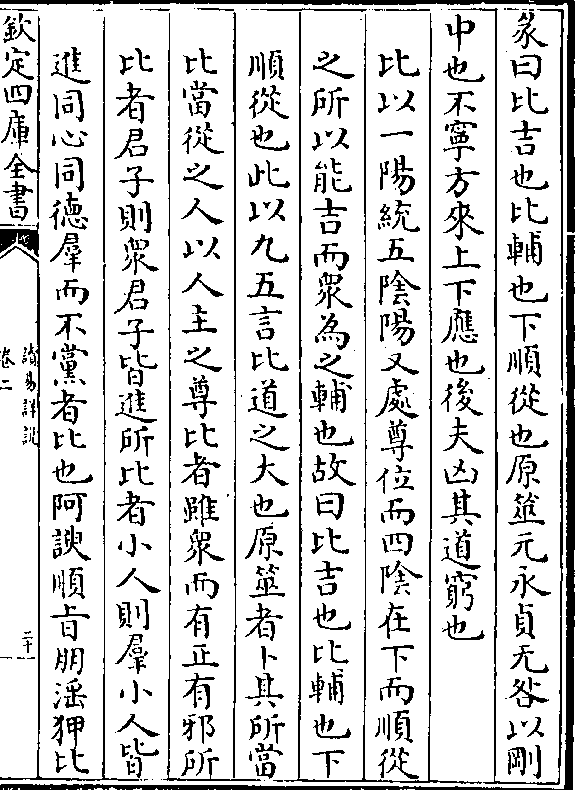 彖曰比吉也比輔也下順從也原筮元永貞无咎以剛
中也不寧方來上下應也後夫凶其道窮也
比以一陽統五陰陽又處尊位而四陰在下而順從
之所以能吉而衆為之輔也故曰比吉也比輔也下
順從也此以九五言比道之大也原筮者卜其所當
比當從之人以人主之尊比者雖衆而有正有邪所
比者君子則衆君子皆進所比者小人則羣小人皆
進同心同德羣而不黨者比也阿諛順旨朋淫狎比
欽定四庫全書
讀易詳說
卷二
二十